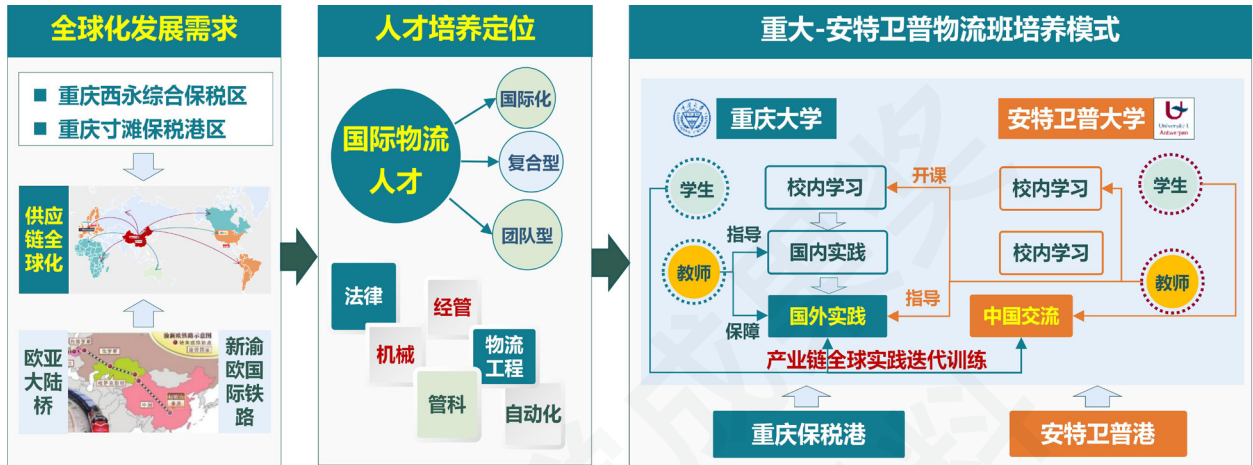 全球化发展需求
■ 重庆西永综合保税区
■ 重庆寸滩保税港区
供应
链全
球化
欧亚
大陆
桥
新渝
欧国
际铁
路
人才培养定位
国际物流
人才
国际化
复合型
团队型
法律
经管
机械
物流
工程
管科
自动化
重大-安特卫普物流班培养模式
重庆大学
安特卫普大学
Universiteit
Antwerpen
学生
校内学习
开课
校内学习
学生
指导
国内实践
校内学习
教师
教师
指导
保障
国外实践
中国交流
产业链全球实践迭代训练
重庆保税港
安特卫普港